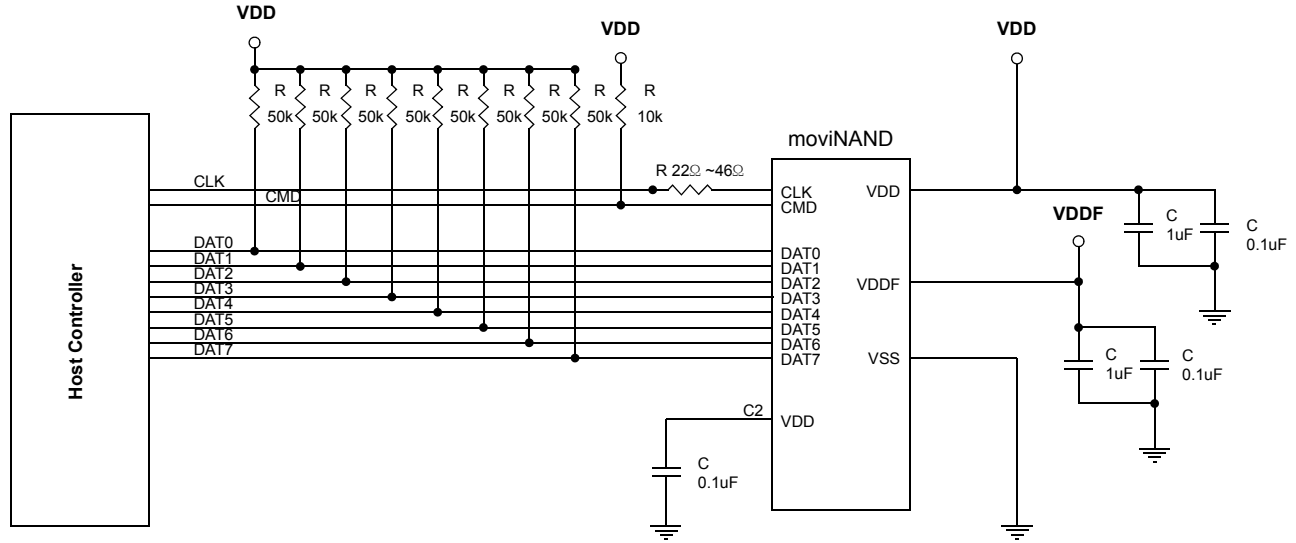 VDD
VDD
VDD
R R R R R R R R R
50k 50k 50k 50k 50k 50k 50k 50k 10k
moviNAND
R 22Ω ~46Ω
CLK
CMD
CLK
CMD
VDD
VDDF
C
1uF
C
0.1uF
Host Controller
DAT0
DAT1
DAT2
DAT3
DAT4
DAT5
DAT6
DAT7
DAT0
DAT1
DAT2
DAT3
DAT4
DAT5
DAT6
DAT7
VDDF
VSS
C
1uF
C
0.1uF
C2
VDD
C
0.1uF